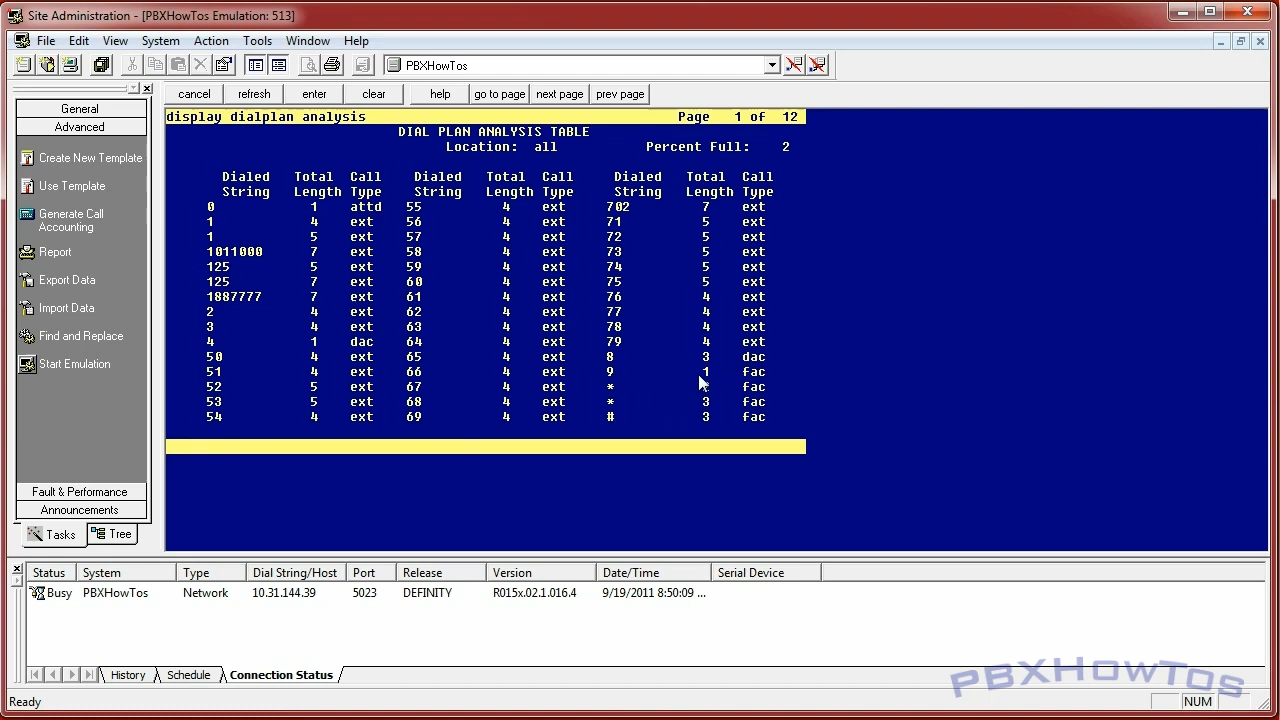 Site Administration - [PBXHowTos Emulation: 513]
File Edit View System Action Tools Window Help
PBXHowTos
cancel refresh enter clear help go to page next page prev page
General
Advanced
Create New Template
Use Template
Generate Call
Accounting
Report
Export Data
Import Data
Find and Replace
Start Emulation
Fault & Performance
Announcements
Tasks Tree
display dialplan analysis Page 1 of 12
DIAL PLAN ANALYSIS TABLE
Location: all Percent Full: 2
Dialed Total Call Dialed Total Call Dialed Total Call
String Length Type String Length Type String Length Type
0 1 attd 55 4 ext 702 7 ext
1 4 ext 56 4 ext 71 5 ext
1 5 ext 57 4 ext 72 5 ext
1011000 7 ext 58 4 ext 73 5 ext
125 5 ext 59 4 ext 74 5 ext
125 7 ext 60 4 ext 75 5 ext
1887777 7 ext 61 4 ext 76 4 ext
2 4 ext 62 4 ext 77 4 ext
3 4 ext 63 4 ext 78 4 ext
4 1 dac 64 4 ext 79 4 ext
50 4 ext 65 4 ext 8 3 dac
51 4 ext 66 4 ext 9 1 fac
52 5 ext 67 4 ext * fac
53 5 ext 68 4 ext * 3 fac
54 4 ext 69 4 ext # 3 fac
Status System Type Dial String/Host Port Release Version Date/Time Serial Device
Busy PBXHowTos Network 10.31.144.39 5023 DEFINITY R015x.02.1.016.4 9/19/2011 8:50:09 ...
History Schedule Connection Status
PBXHowTos
Ready NUM